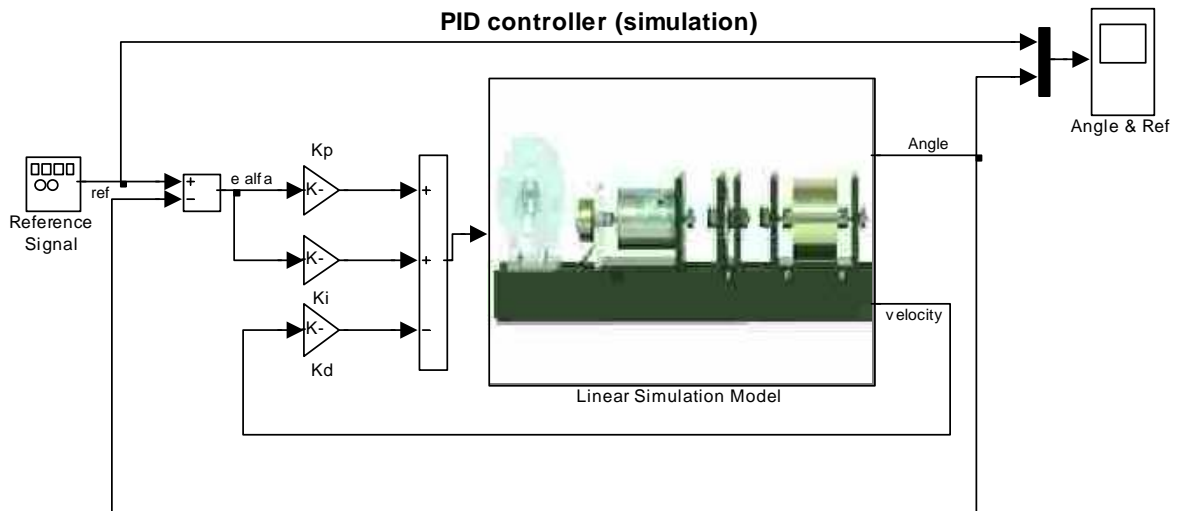 PID controller (simulation)
Angle & Ref
Angle
Kp
+
ref
−
e alfa
K-
+
Reference
Signal
K-
+
Ki
velocity
K-
−
Kd
Linear Simulation Model